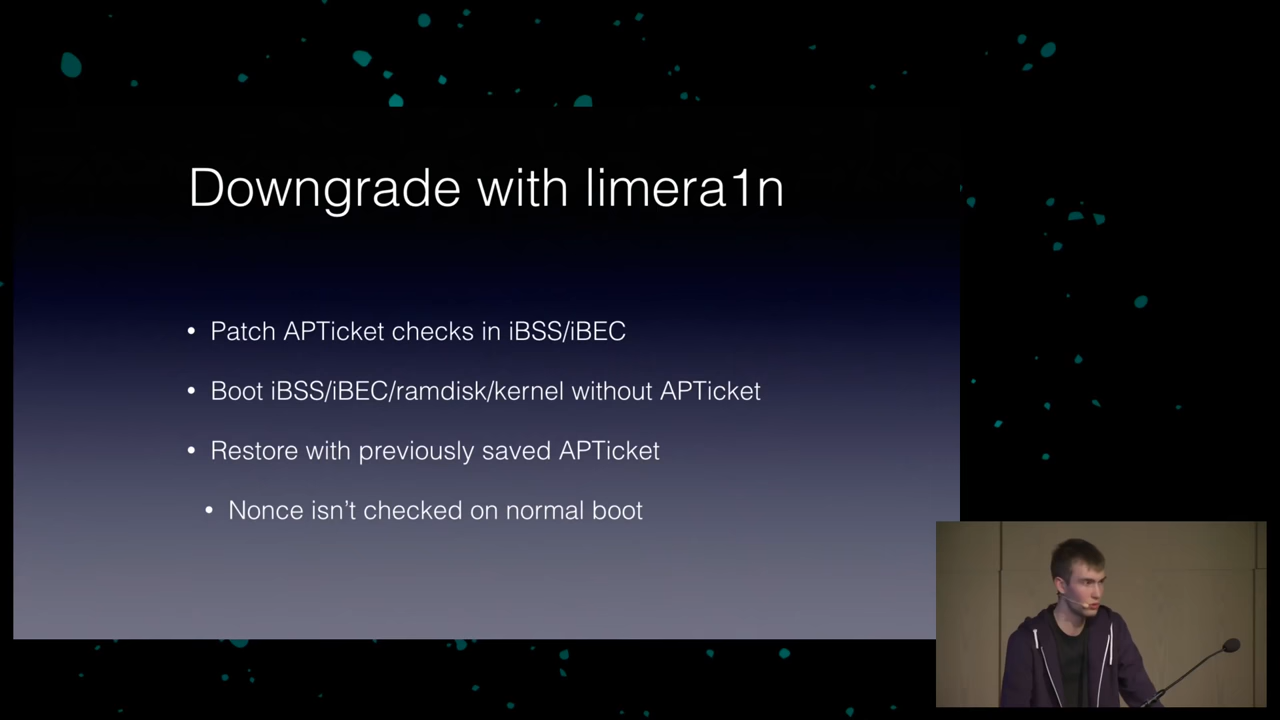 Downgrade with limera1n
• Patch APTicket checks in iBSS/iBEC
• Boot iBSS/iBEC/ramdisk/kernel without APTicket
• Restore with previously saved APTicket
• Nonce isn’t checked on normal boot